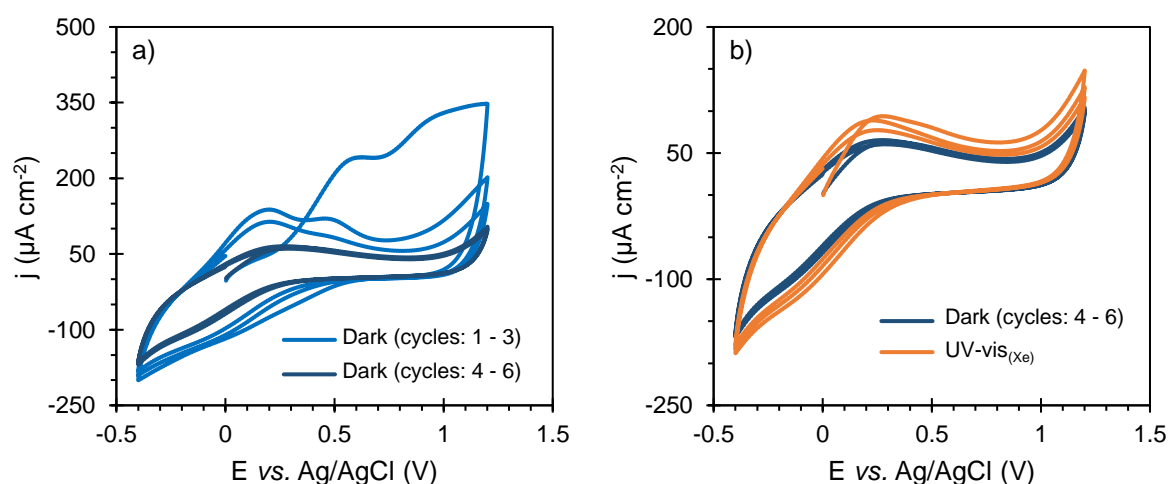 a)
500
350
200
50
-100
-250
j (µA cm-2)
-0.5 0 0.5 1 1.5
E vs. Ag/AgCl (V)
Dark (cycles: 1 - 3)
Dark (cycles: 4 - 6)
b)
200
50
-100
-250
j (µA cm-2)
-0.5 0 0.5 1 1.5
E vs. Ag/AgCl (V)
Dark (cycles: 4 - 6)
UV-vis(Xe)